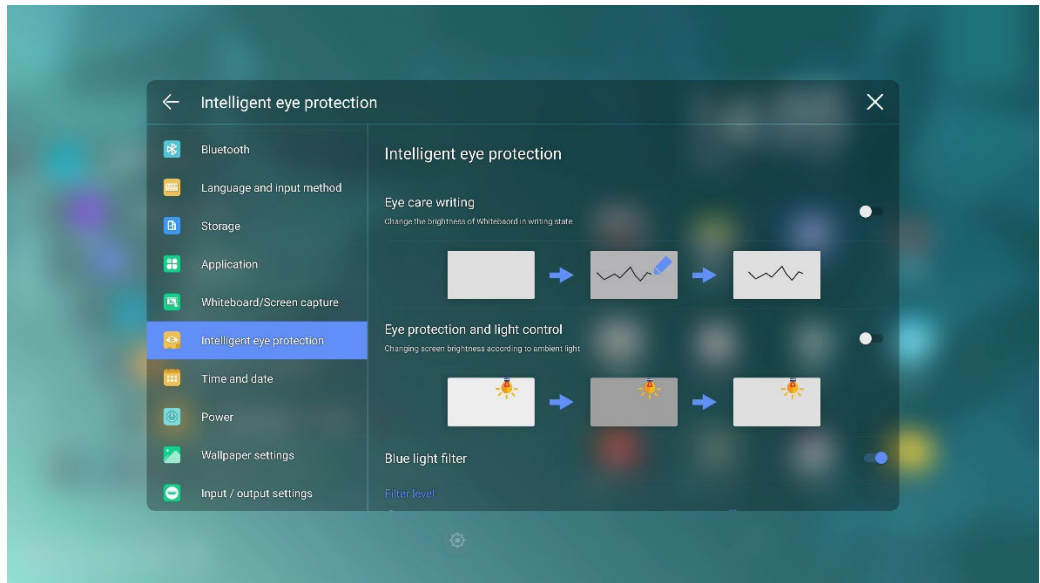 Intelligent eye protection
Bluetooth
Language and input method
Storage
Application
Whiteboard/Screen capture
Intelligent eye protection
Time and date
Power
Wallpaper settings
Input / output settings
Intelligent eye protection
Eye care writing
Change the brightness of Whitebaord in writing state
Eye protection and light control
Changing screen brightness according to ambient light
Blue light filter
Filter level